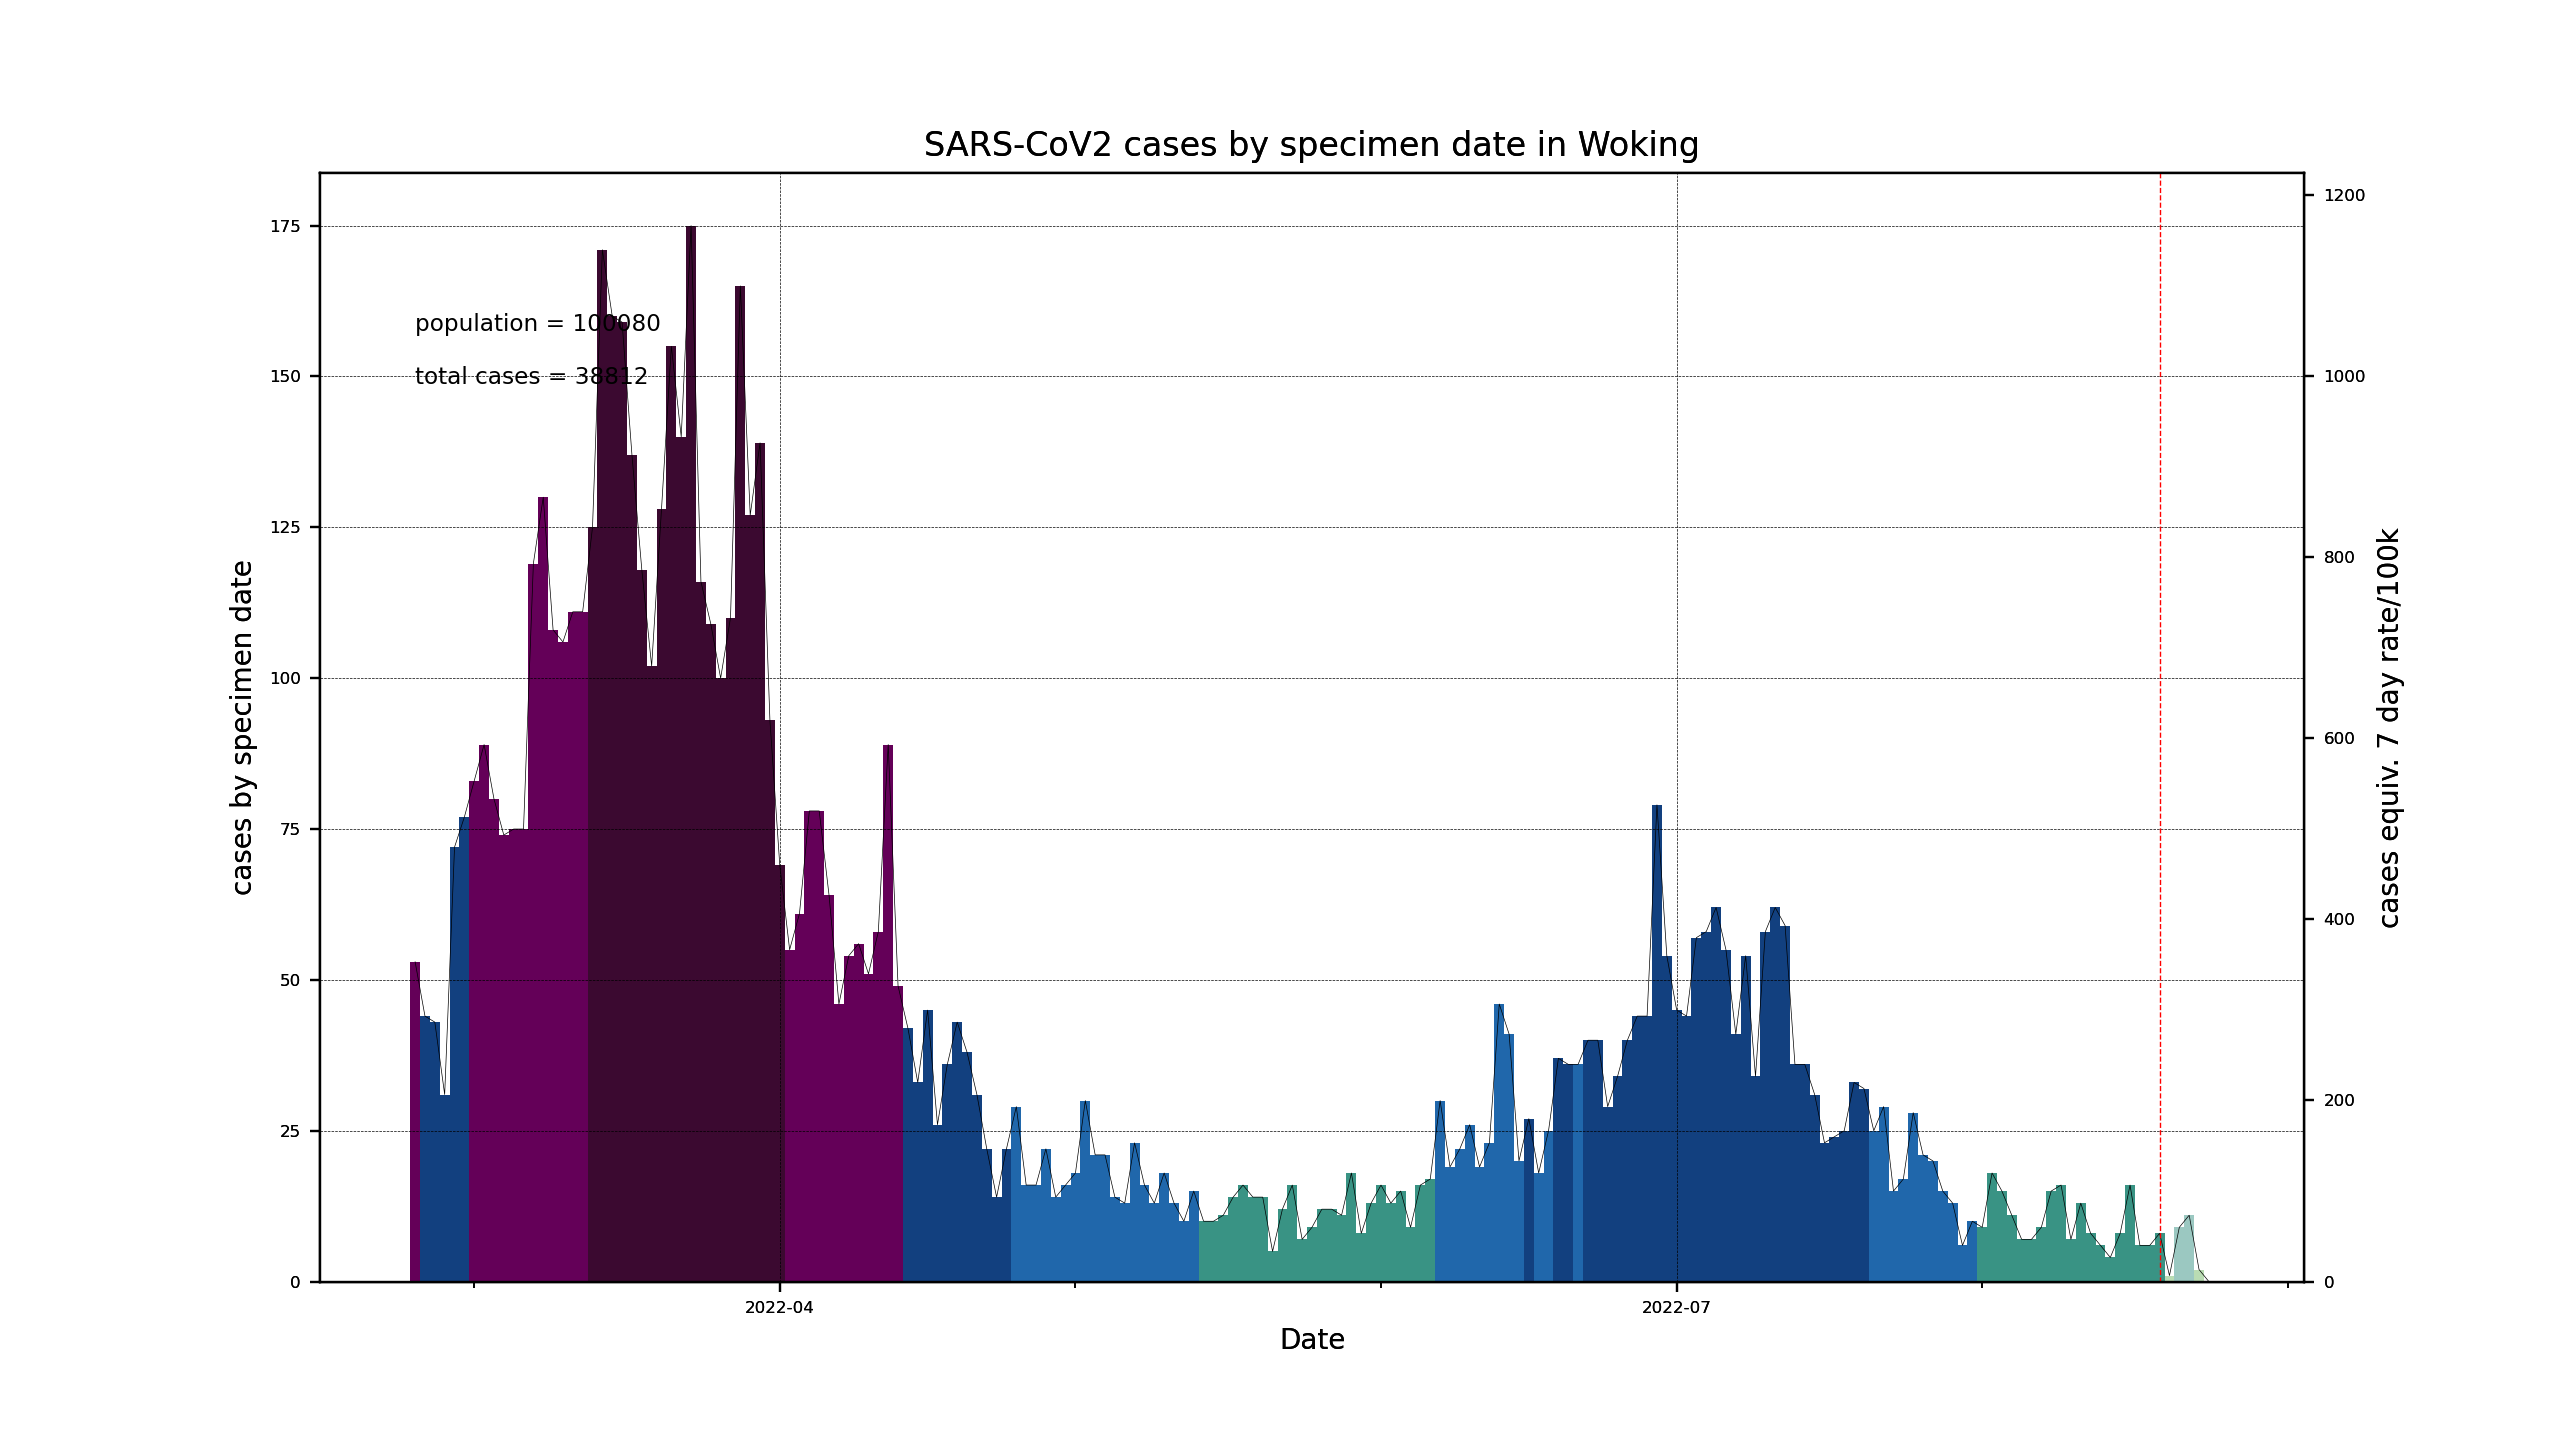 SARS-CoV2 cases by specimen date in Woking
population = 100080
total cases = 38812
cases by specimen date
175
150
125
100
75
50
25
0
1200
1000
800
600
400
200
0
cases equiv. 7 day rate/100k
2022-04
2022-07
Date